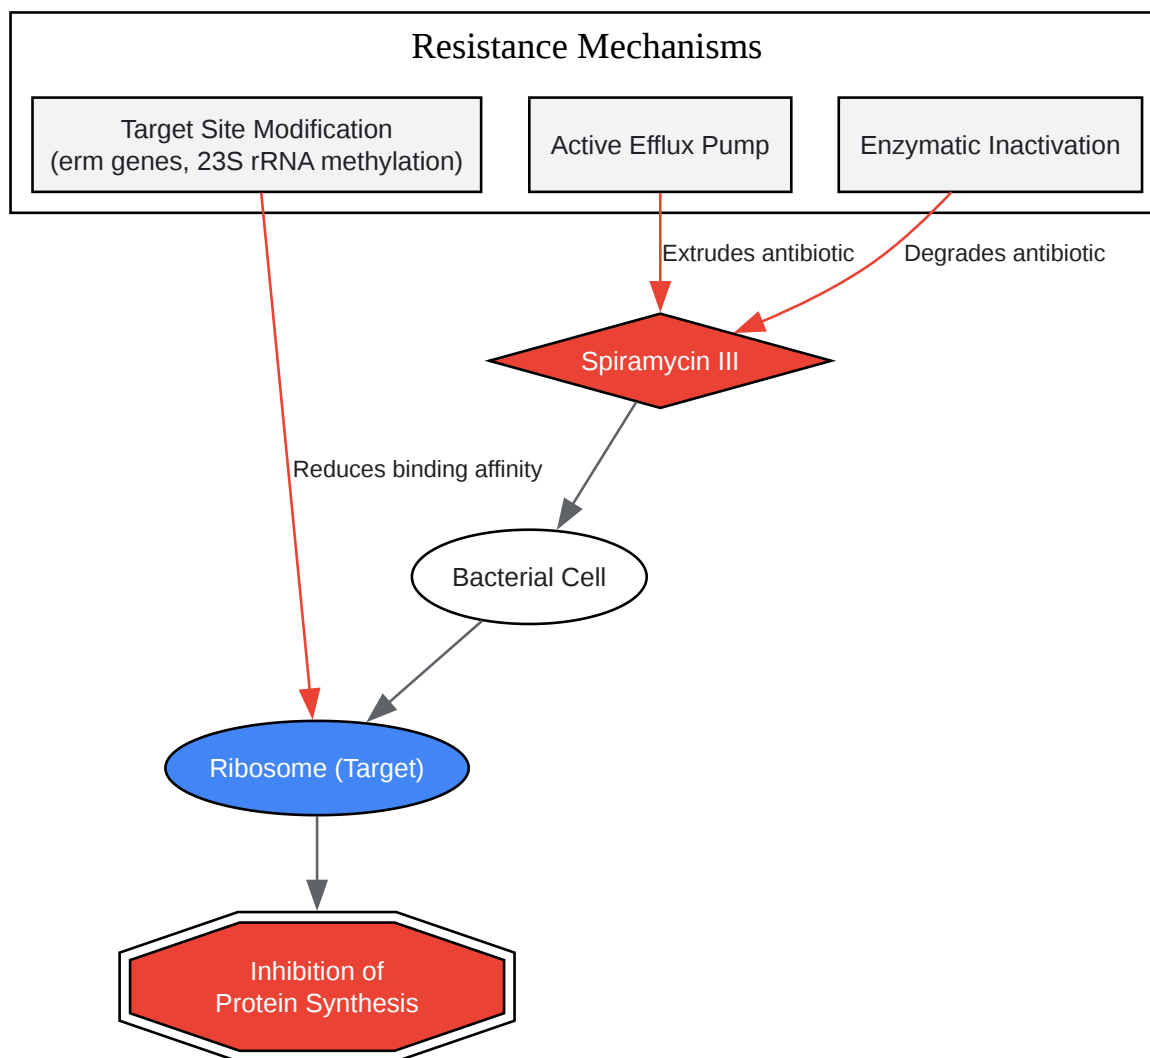 Resistance Mechanisms
Target Site Modification
(erm genes, 23S rRNA methylation)
Active Efflux Pump
Enzymatic Inactivation
Extrudes antibiotic
Degrades antibiotic
Spiramycin III
Reduces binding affinity
Bacterial Cell
Ribosome (Target)
Inhibition of
Protein Synthesis